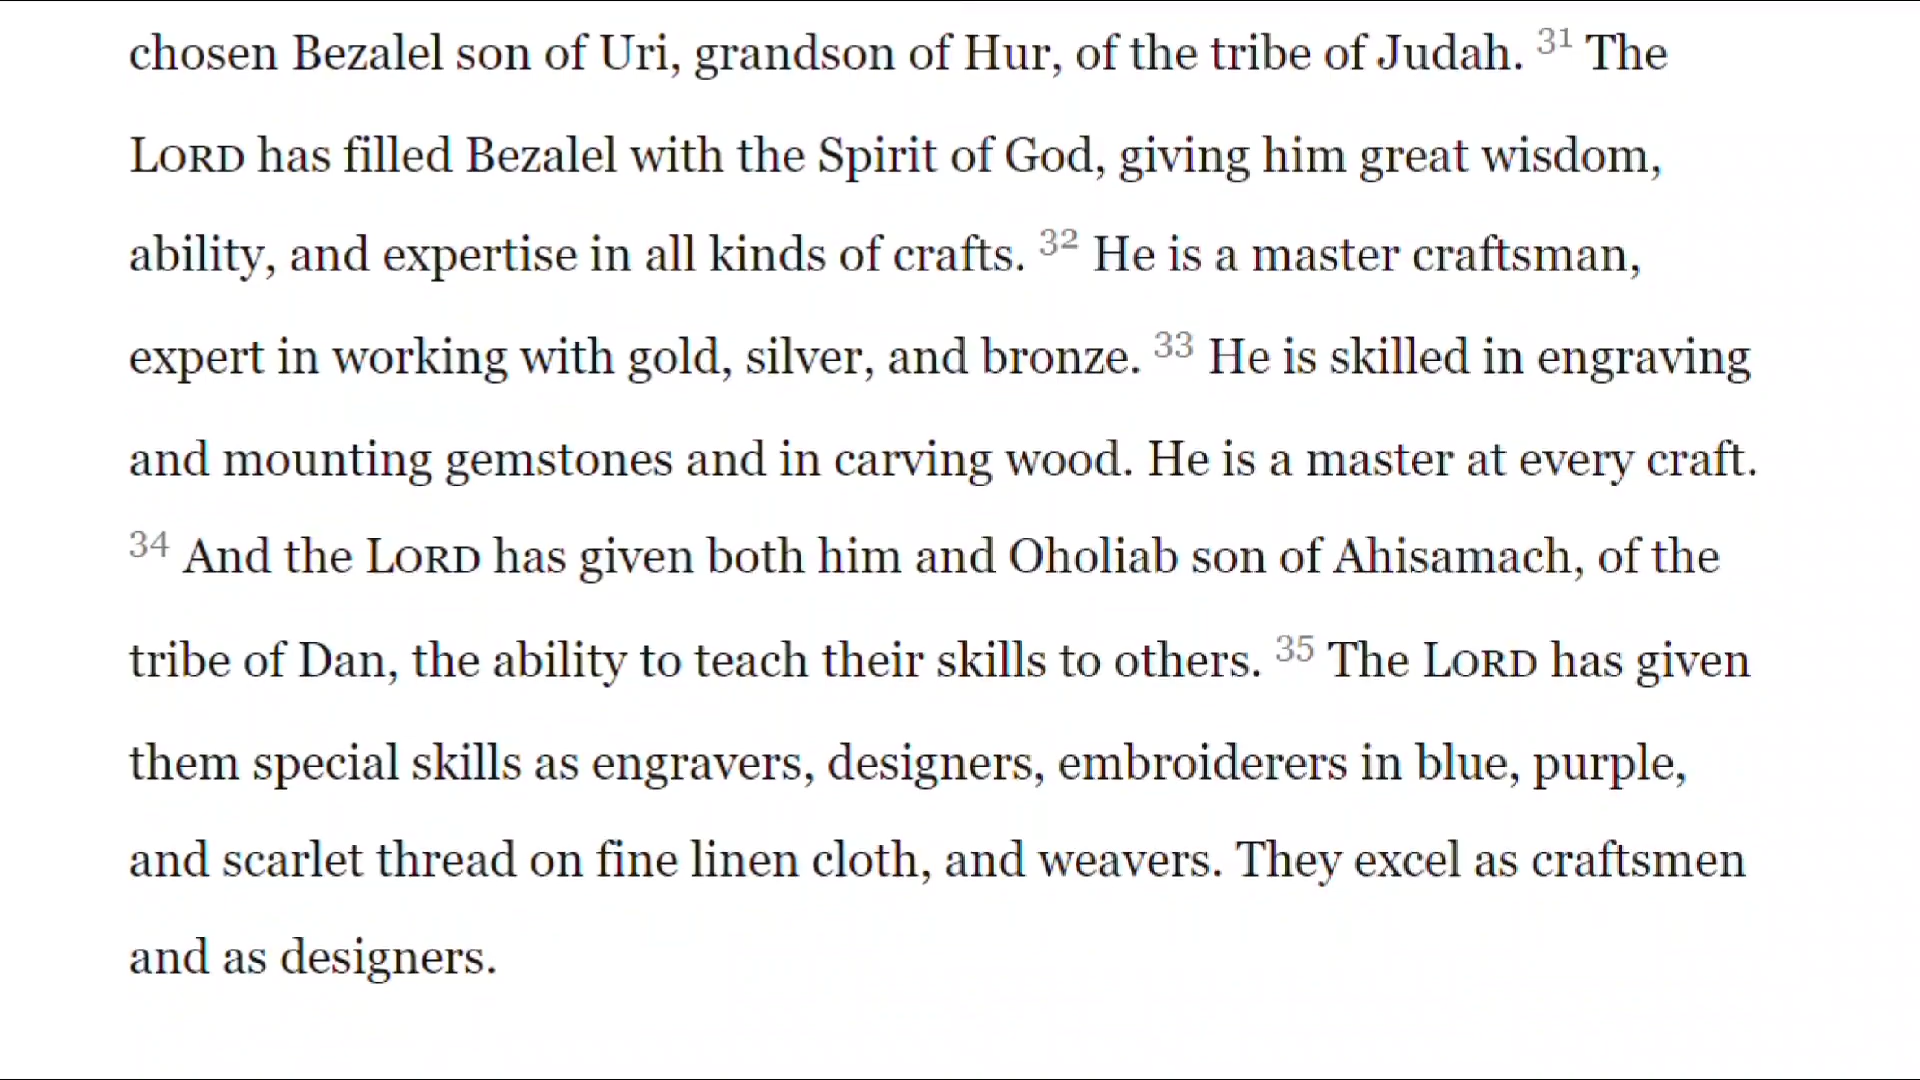 chosen Bezalel son of Uri, grandson of Hur, of the tribe of Judah. 31 The
LORD has filled Bezalel with the Spirit of God, giving him great wisdom,
ability, and expertise in all kinds of crafts. 32 He is a master craftsman,
expert in working with gold, silver, and bronze. 33 He is skilled in engraving
and mounting gemstones and in carving wood. He is a master at every craft.
34 And the LORD has given both him and Oholiab son of Ahisamach, of the
tribe of Dan, the ability to teach their skills to others. 35 The LORD has given
them special skills as engravers, designers, embroiderers in blue, purple,
and scarlet thread on fine linen cloth, and weavers. They excel as craftsmen
and as designers.